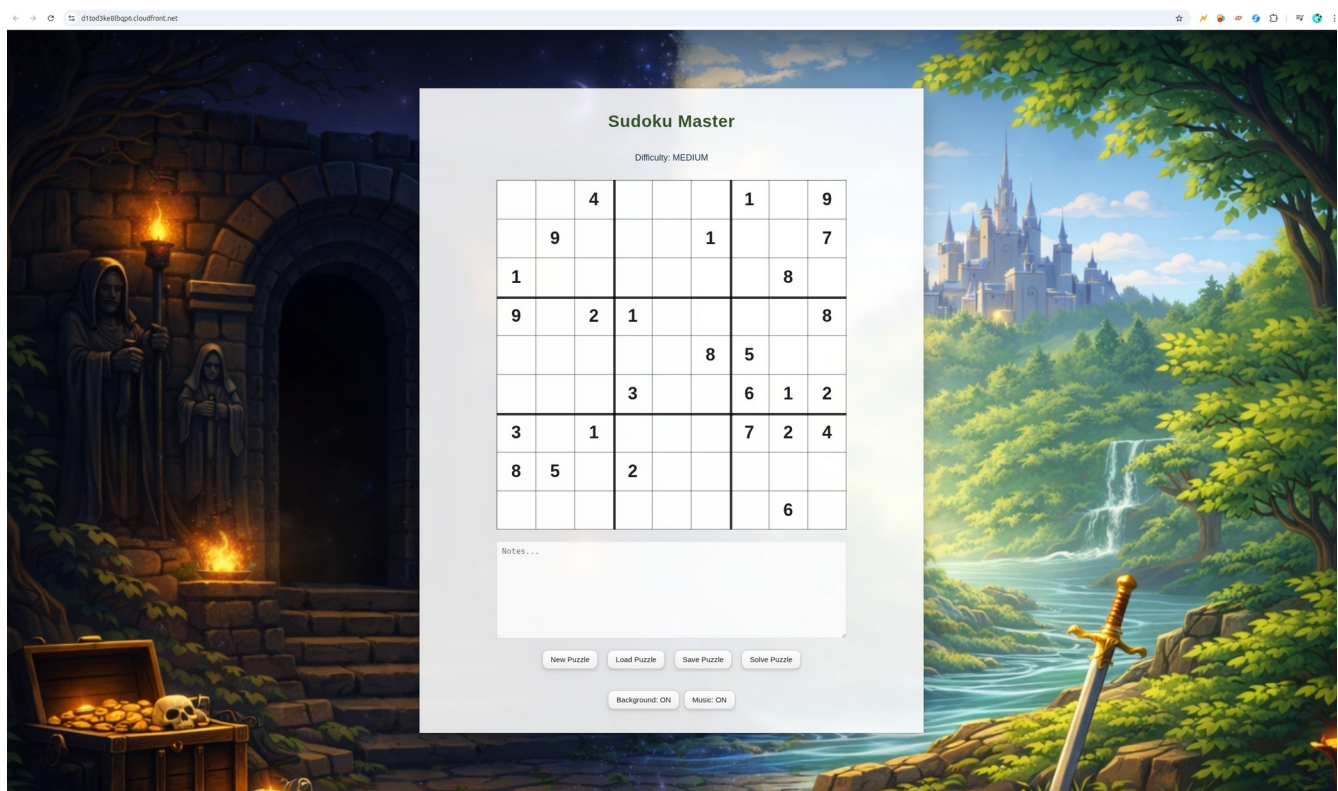 d1tod3ke8lbqp6.cloudfront.net
Sudoku Master
Difficulty: MEDIUM
4 1 9
9 1 7
1 8
9 2 1 8
8 5
3 6 1 2
3 1 7 2 4
8 5 2
6
Notes...
New Puzzle Load Puzzle Save Puzzle Solve Puzzle
Background: ON Music: ON